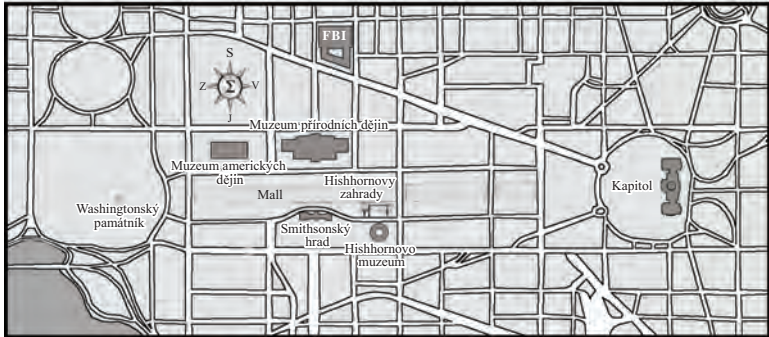 FBI
S
Z Σ V
J
Muzeum přírodních dějin
Muzeum amerických
dějin
Mall
Hishhornovy
zahrady
Kapitol
Washingtonský
památník
Smithsonský
hrad
Hishhornovo
muzeum